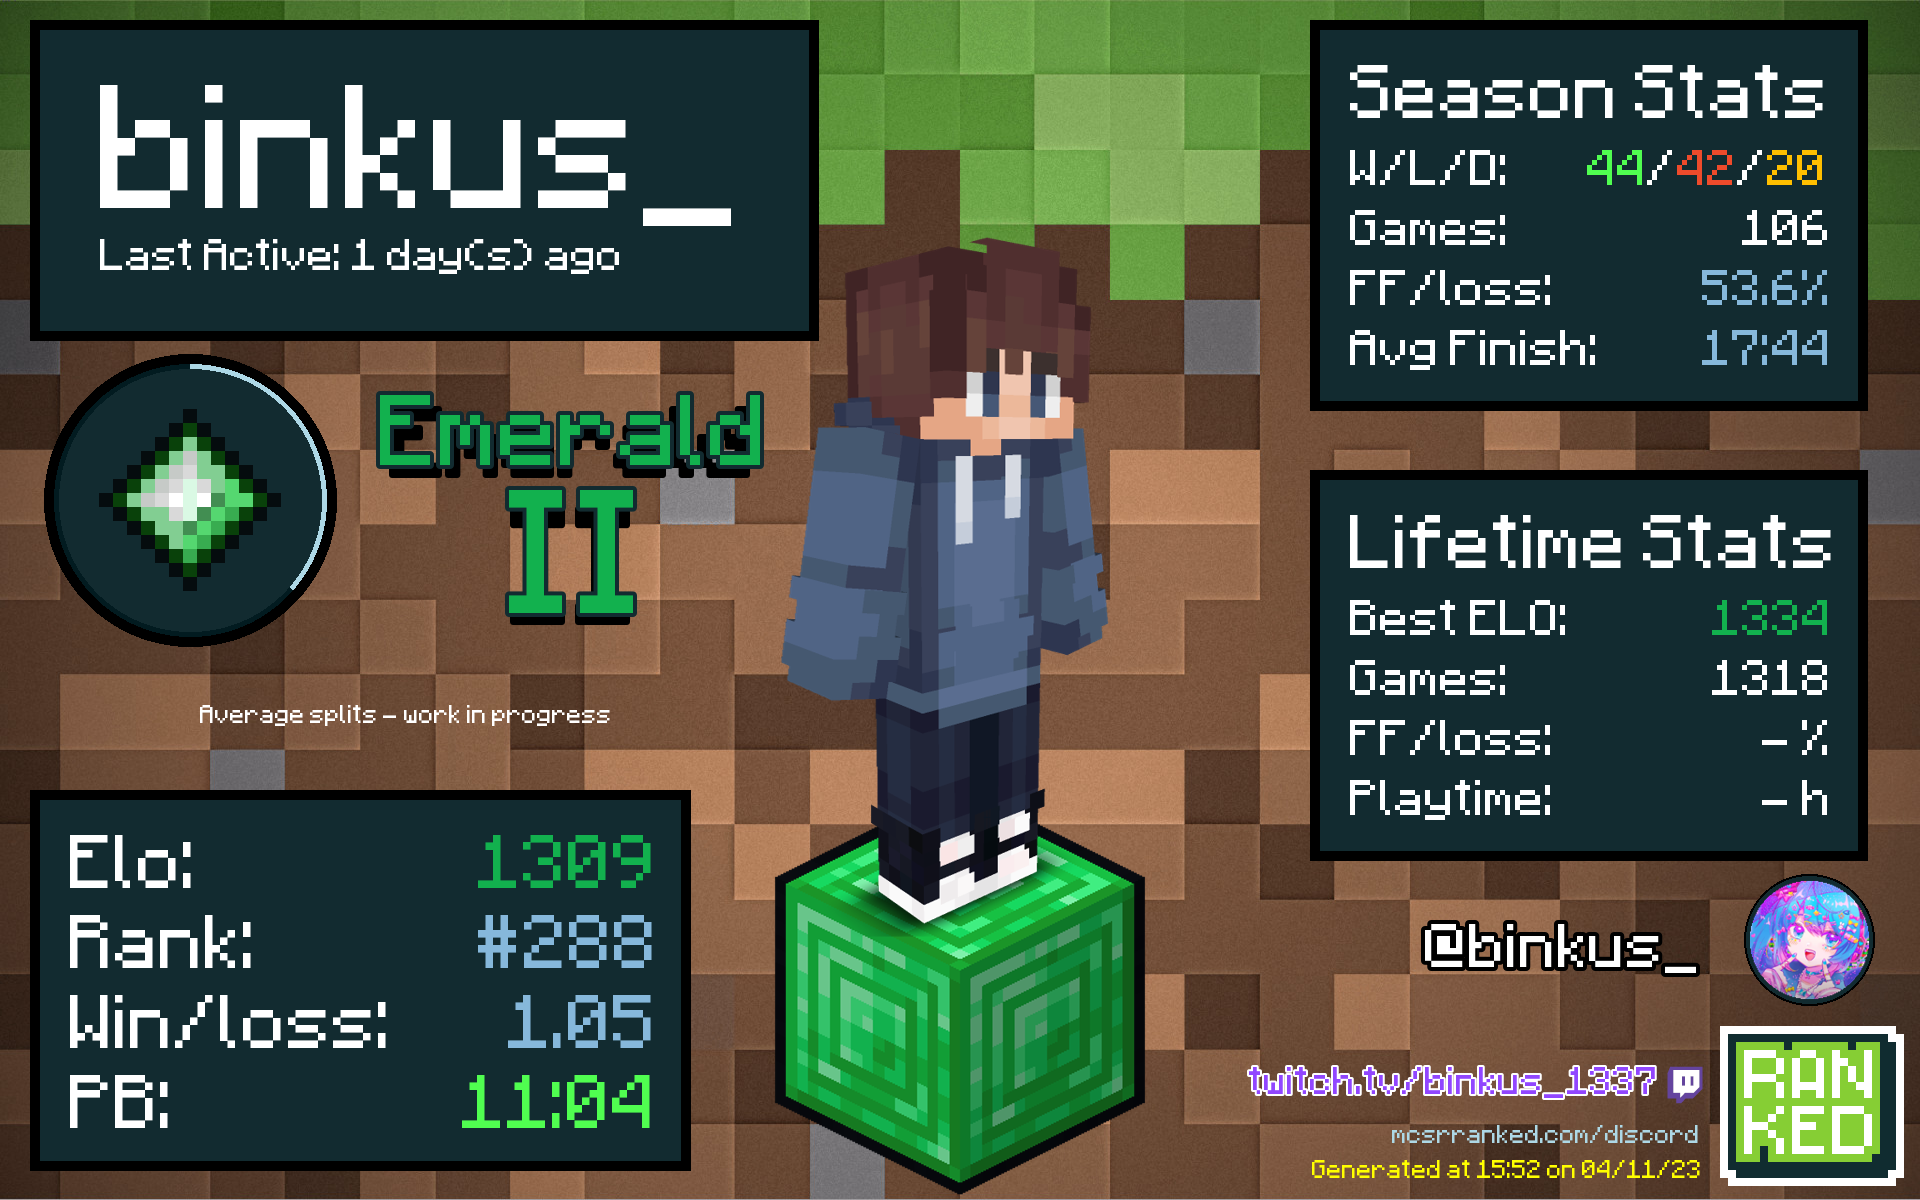 binkus_
Last Active: 1 day(s) ago
Emerald
II
Average splits - work in progress
Elo: 1309
Rank: #288
Win/loss: 1.05
PB: 11:04
Season Stats
W/L/D: 44/42/20
Games: 106
FF/loss: 53.6%
Avg Finish: 17:44
Lifetime Stats
Best ELO: 1334
Games: 1318
FF/loss: -%
Playtime: -h
@binkus_
twitch.tv/binkus_1337
mcsrranked.com/discord
Generated at 15:52 on 04/11/23
RAN
KED